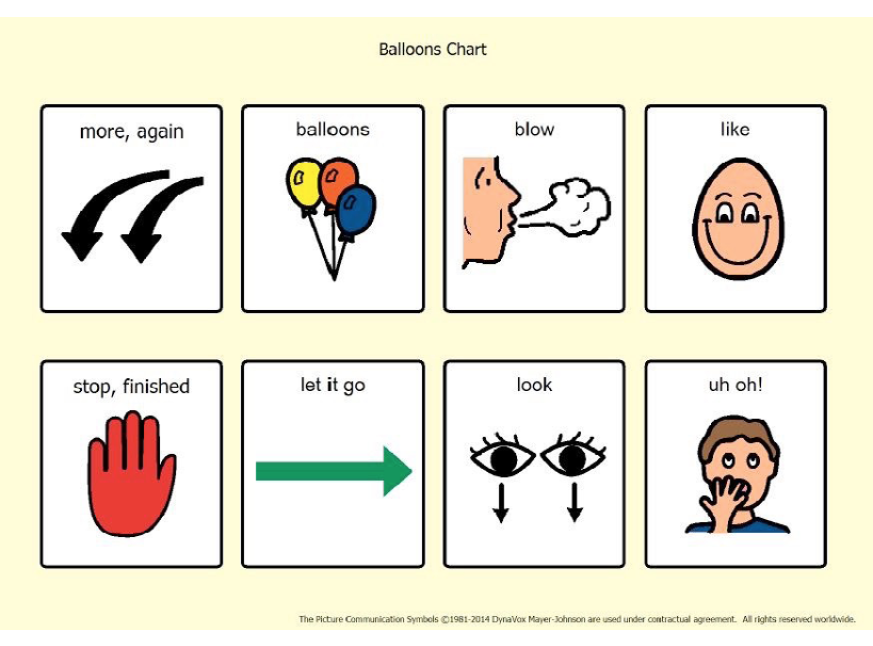 Balloons Chart
more, again
balloons
blow
like
stop, finished
let it go
look
uh oh!
The Picture Communication Symbols ©1981-2014 DynaVox Mayer-Johnson are used under contractual agreement. All rights reserved worldwide.